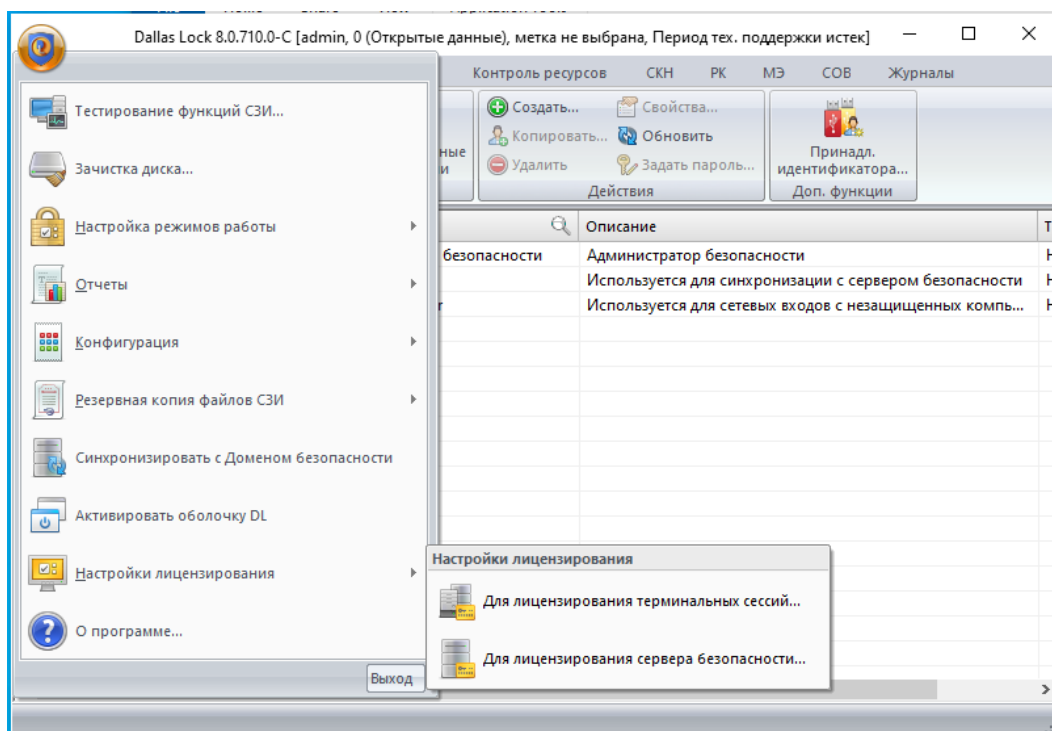 Dallas Lock 8.0.710.0-C [admin, 0 (Открытые данные), метка не выбрана, Период тех. поддержки истек]
Контроль ресурсов СКН РК МЭ СОВ Журналы
Создать... Свойства...
Копировать... Обновить
Удалить Задать пароль...
Действия
Принадл.
идентификатора...
Доп. функции
Описание
безопасности Администратор безопасности
Используется для синхронизации с сервером безопасности
Используется для сетевых входов с незащищенных компь...
Тестирование функций СЗИ...
Зачистка диска...
Настройка режимов работы
Отчеты
Конфигурация
Резервная копия файлов СЗИ
Синхронизировать с Доменом безопасности
Активировать оболочку DL
Настройки лицензирования
О программе...
Выход
Настройки лицензирования
Для лицензирования терминальных сессий...
Для лицензирования сервера безопасности...